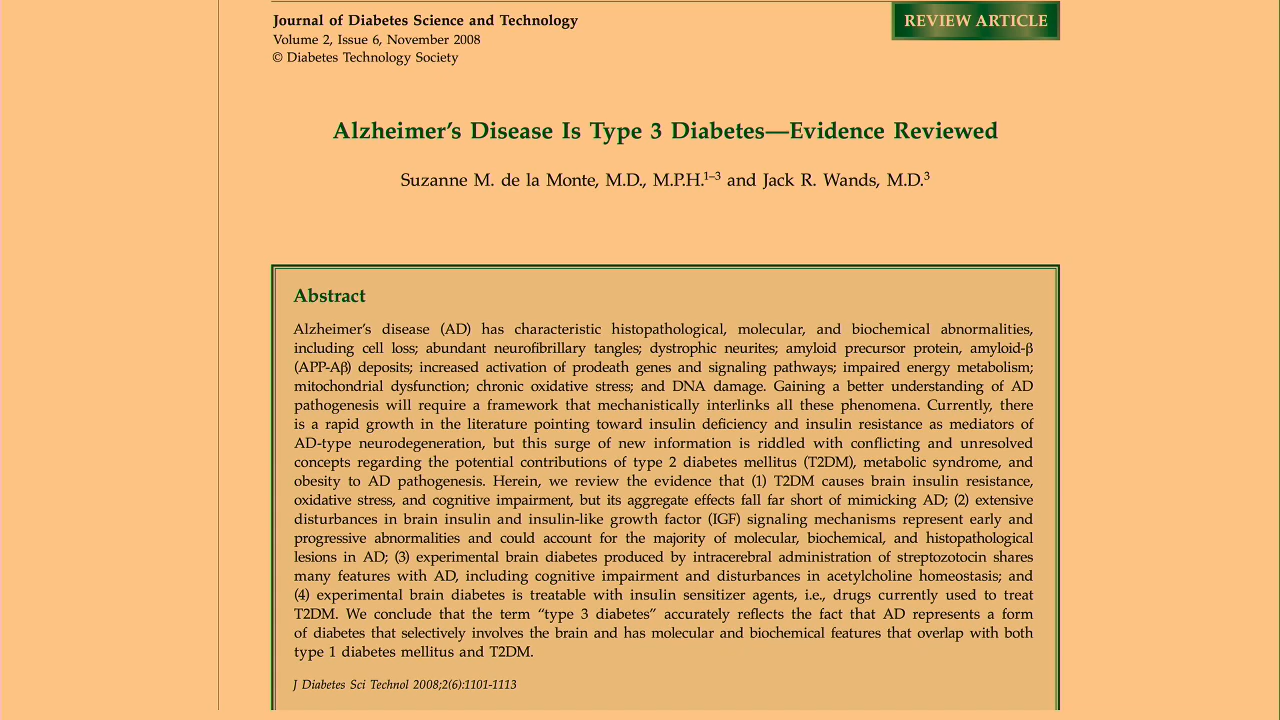 Journal of Diabetes Science and Technology
Volume 2, Issue 6, November 2008
© Diabetes Technology Society
REVIEW ARTICLE
Alzheimer's Disease Is Type 3 Diabetes—Evidence Reviewed
Suzanne M. de la Monte, M.D., M.P.H.¹⁻³ and Jack R. Wands, M.D.³
Abstract
Alzheimer's disease (AD) has characteristic histopathological, molecular, and biochemical abnormalities,
including cell loss; abundant neurofibrillary tangles; dystrophic neurites; amyloid precursor protein, amyloid-β
(APP-Aβ) deposits; increased activation of prodeath genes and signaling pathways; impaired energy metabolism;
mitochondrial dysfunction; chronic oxidative stress; and DNA damage. Gaining a better understanding of AD
pathogenesis will require a framework that mechanistically interlinks all these phenomena. Currently, there
is a rapid growth in the literature pointing toward insulin deficiency and insulin resistance as mediators of
AD-type neurodegeneration, but this surge of new information is riddled with conflicting and unresolved
concepts regarding the potential contributions of type 2 diabetes mellitus (T2DM), metabolic syndrome, and
obesity to AD pathogenesis. Herein, we review the evidence that (1) T2DM causes brain insulin resistance,
oxidative stress, and cognitive impairment, but its aggregate effects fall far short of mimicking AD; (2) extensive
disturbances in brain insulin and insulin-like growth factor (IGF) signaling mechanisms represent early and
progressive abnormalities and could account for the majority of molecular, biochemical, and histopathological
lesions in AD; (3) experimental brain diabetes produced by intracerebral administration of streptozotocin shares
many features with AD, including cognitive impairment and disturbances in acetylcholine homeostasis; and
(4) experimental brain diabetes is treatable with insulin sensitizer agents, i.e., drugs currently used to treat
T2DM. We conclude that the term “type 3 diabetes” accurately reflects the fact that AD represents a form
of diabetes that selectively involves the brain and has molecular and biochemical features that overlap with both
type 1 diabetes mellitus and T2DM.
J Diabetes Sci Technol 2008;2(6):1101-1113